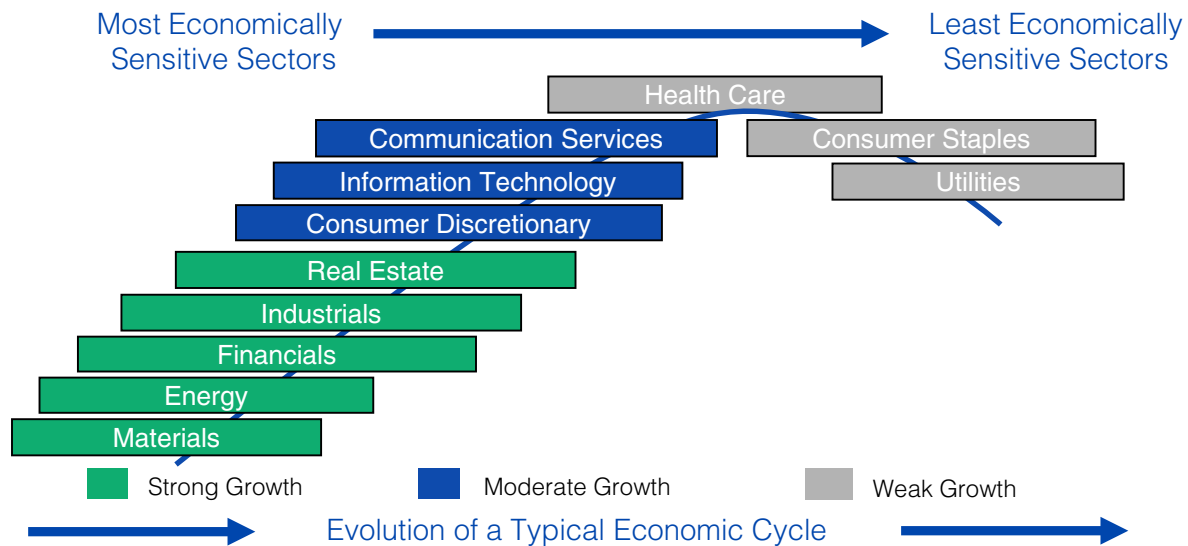 Most Economically
Sensitive Sectors
Least Economically
Sensitive Sectors
Health Care
Communication Services
Consumer Staples
Information Technology
Utilities
Consumer Discretionary
Real Estate
Industrials
Financials
Energy
Materials
Strong Growth
Moderate Growth
Weak Growth
Evolution of a Typical Economic Cycle